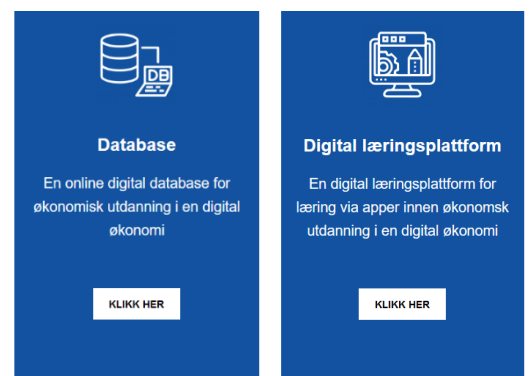 DB
Database
En online digital database for
økonomisk utdanning i en digital
økonomi
KLIKK HER
Digital læringsplattform
En digital læringsplattform for
læring via apper innen økonomsk
utdanning i en digital økonomi
KLIKK HER